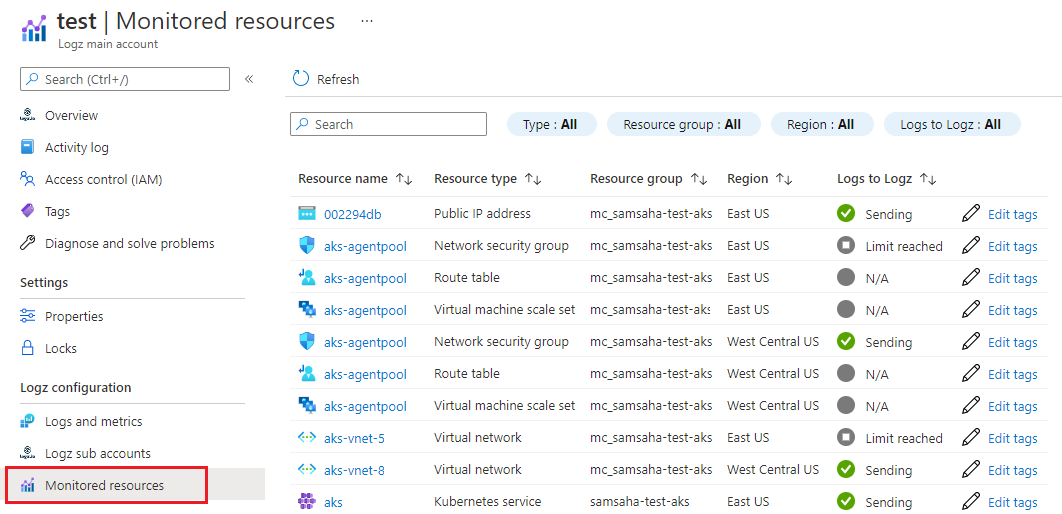 test | Monitored resources ...
Logz main account
Search (Ctrl+/) «
Overview
Activity log
Access control (IAM)
Tags
Diagnose and solve problems
Settings
Properties
Locks
Logz configuration
Logs and metrics
Logz sub accounts
Monitored resources
Refresh
Search Type : All Resource group : All Region : All Logs to Logz : All
Resource name ↑↓ Resource type ↑↓ Resource group ↑↓ Region ↑↓ Logs to Logz ↑↓
002294db Public IP address mc_samsaha-test-aks East US Sending Edit tags
aks-agentpool Network security group mc_samsaha-test-aks East US Limit reached Edit tags
aks-agentpool Route table mc_samsaha-test-aks East US N/A Edit tags
aks-agentpool Virtual machine scale set mc_samsaha-test-aks East US N/A Edit tags
aks-agentpool Network security group mc_samsaha-test-aks West Central US Sending Edit tags
aks-agentpool Route table mc_samsaha-test-aks West Central US N/A Edit tags
aks-agentpool Virtual machine scale set mc_samsaha-test-aks West Central US N/A Edit tags
aks-vnet-5 Virtual network mc_samsaha-test-aks East US Limit reached Edit tags
aks-vnet-8 Virtual network mc_samsaha-test-aks West Central US Sending Edit tags
aks Kubernetes service samsaha-test-aks East US Sending Edit tags